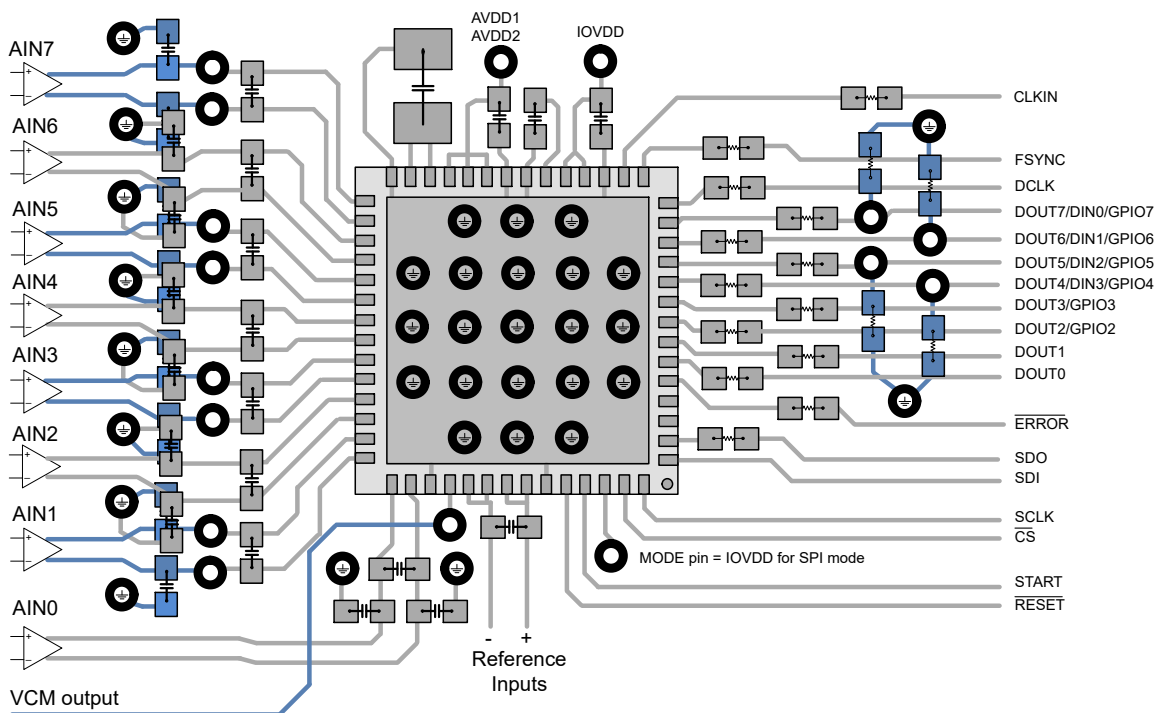 AVDD1
AVDD2
IOVDD
AIN7
AIN6
AIN5
AIN4
AIN3
AIN2
AIN1
AIN0
VCM output
CLKIN
FSYNC
DCLK
DOUT7/DIN0/GPIO7
DOUT6/DIN1/GPIO6
DOUT5/DIN2/GPIO5
DOUT4/DIN3/GPIO4
DOUT3/GPIO3
DOUT2/GPIO2
DOUT1
DOUT0
ERROR
SDO
SDI
SCLK
CS
MODE pin = IOVDD for SPI mode
START
RESET
- +
Reference
Inputs